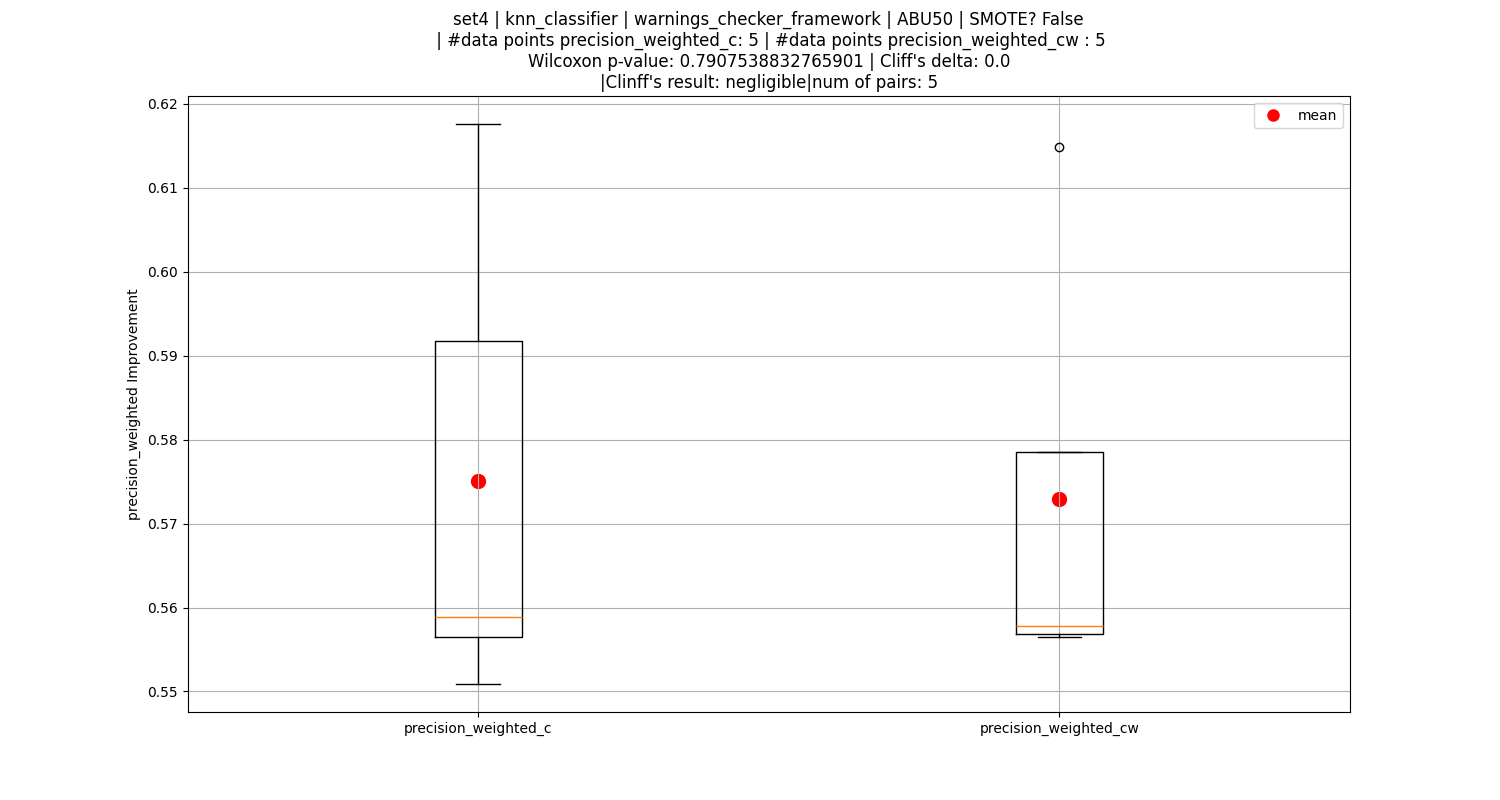 set4 | knn_classifier | warnings_checker_framework | ABU50 | SMOTE? False
| #data points precision_weighted_c: 5 | #data points precision_weighted_cw : 5
Wilcoxon p-value: 0.7907538832765901 | Cliff's delta: 0.0
|Clinff's result: negligible|num of pairs: 5
mean
precision_weighted Improvement
0.62
0.61
0.60
0.59
0.58
0.57
0.56
0.55
precision_weighted_c
precision_weighted_cw